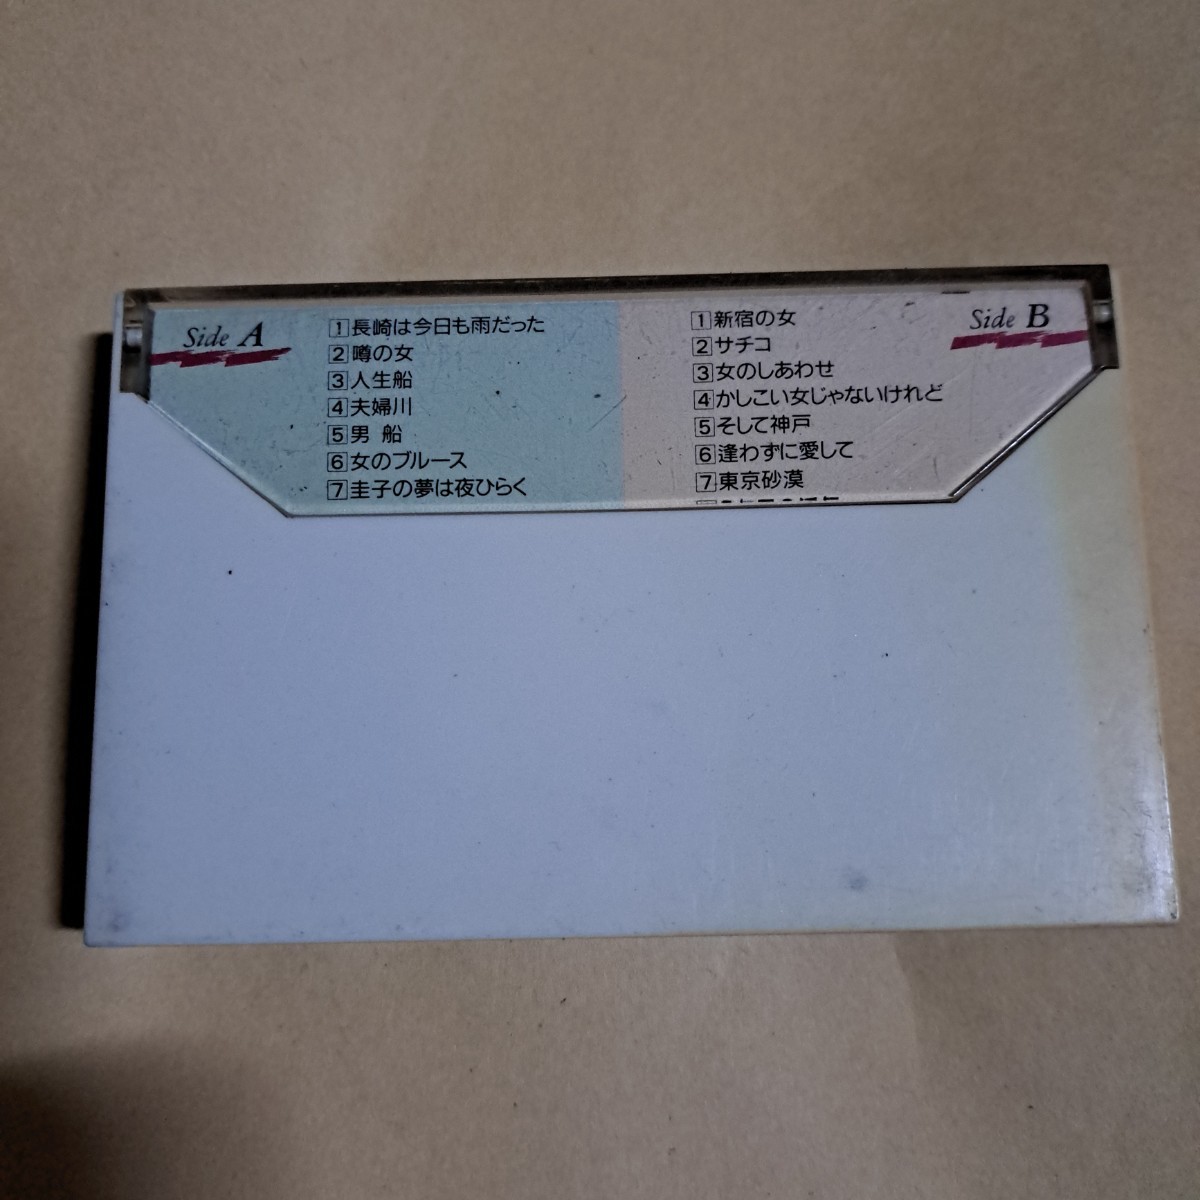 Side A
1 長崎は今日も雨だった
2 噂の女
3 人生船
4 夫婦川
5 男 船
6 女のブルース
7 圭子の夢は夜ひらく
Side B
1 新宿の女
2 サチコ
3 女のしあわせ
4 かしこい女じゃないけれど
5 そして神戸
6 逢わずに愛して
7 東京砂漠